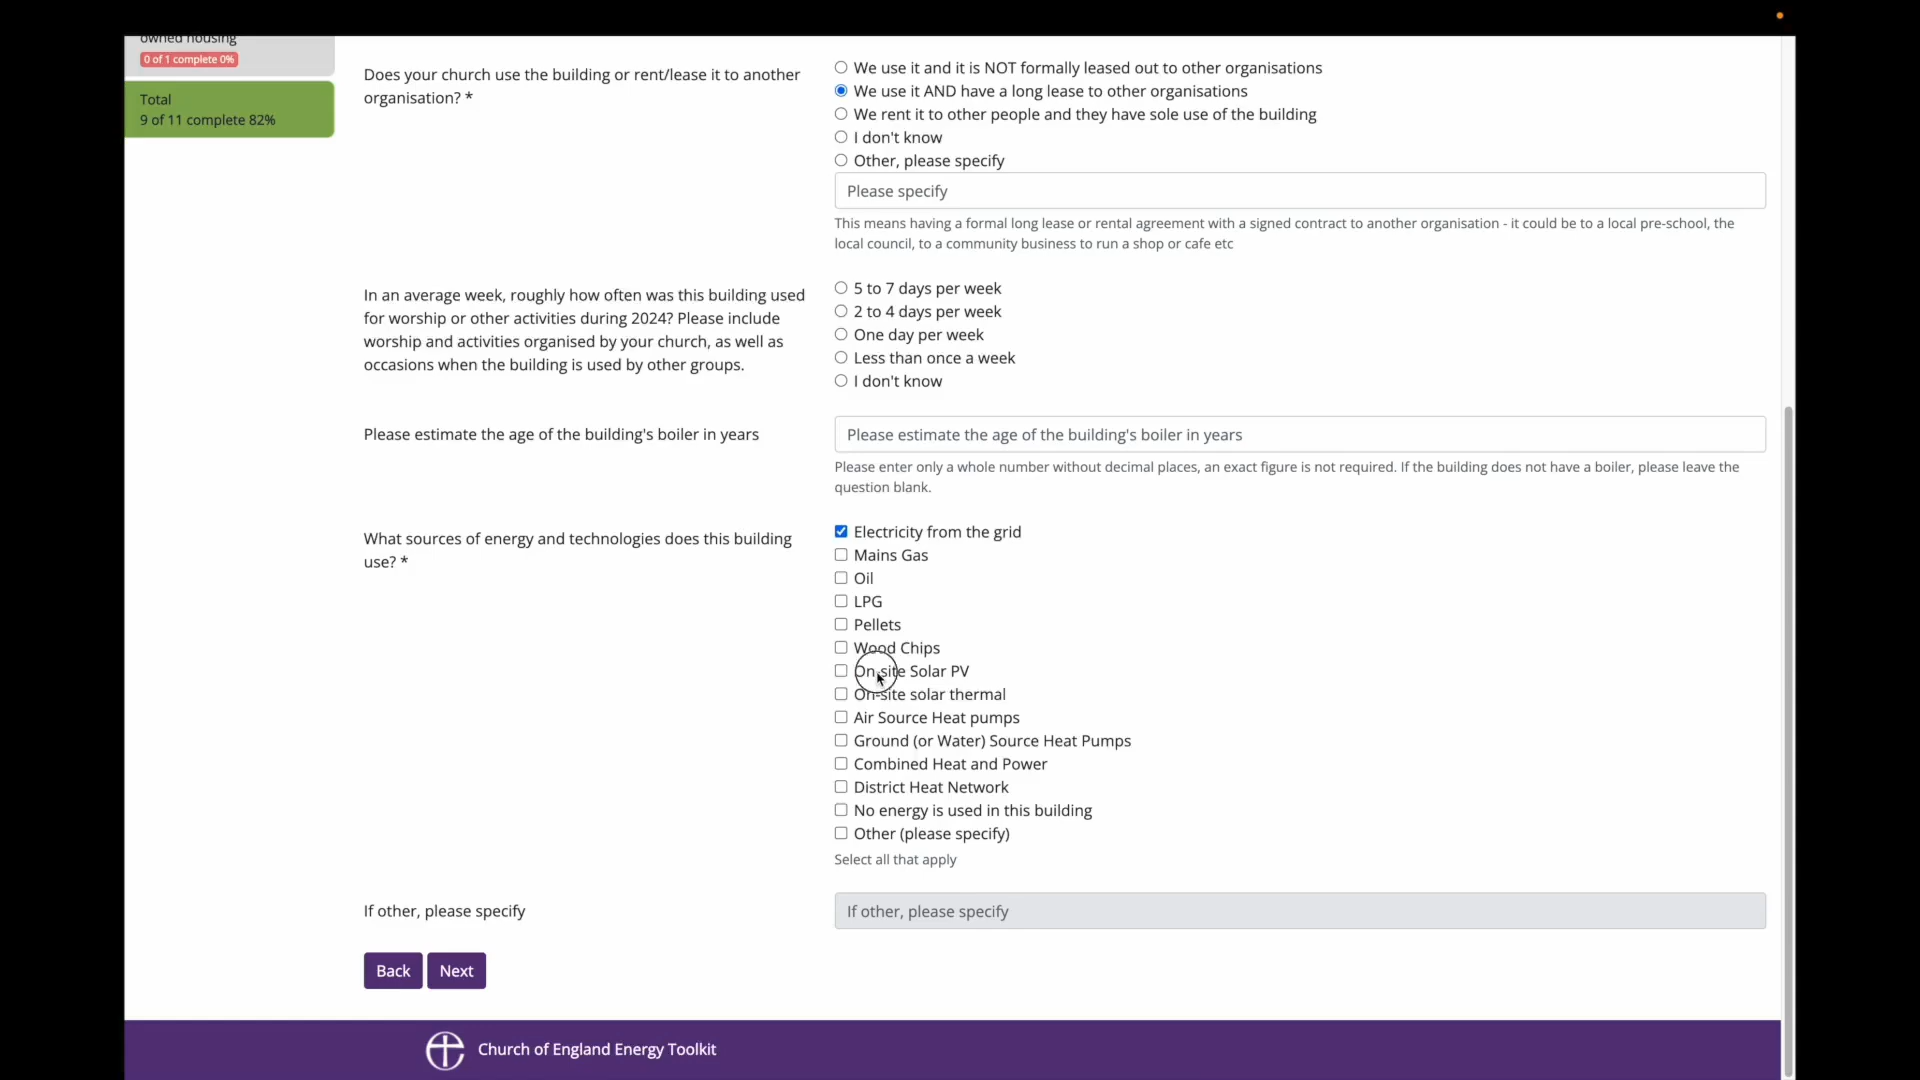 owned housing
0 of 1 complete 0%
Total
9 of 11 complete 82%
Does your church use the building or rent/lease it to another
organisation? *
We use it and it is NOT formally leased out to other organisations
We use it AND have a long lease to other organisations
We rent it to other people and they have sole use of the building
I don't know
Other, please specify
Please specify
This means having a formal long lease or rental agreement with a signed contract to another organisation - it could be to a local pre-school, the
local council, to a community business to run a shop or cafe etc
In an average week, roughly how often was this building used
for worship or other activities during 2024? Please include
worship and activities organised by your church, as well as
occasions when the building is used by other groups.
5 to 7 days per week
2 to 4 days per week
One day per week
Less than once a week
I don't know
Please estimate the age of the building's boiler in years
Please estimate the age of the building's boiler in years
Please enter only a whole number without decimal places, an exact figure is not required. If the building does not have a boiler, please leave the
question blank.
What sources of energy and technologies does this building
use? *
Electricity from the grid
Mains Gas
Oil
LPG
Pellets
Wood Chips
On-site Solar PV
On-site solar thermal
Air Source Heat pumps
Ground (or Water) Source Heat Pumps
Combined Heat and Power
District Heat Network
No energy is used in this building
Other (please specify)
Select all that apply
If other, please specify
If other, please specify
Back
Next
Church of England Energy Toolkit